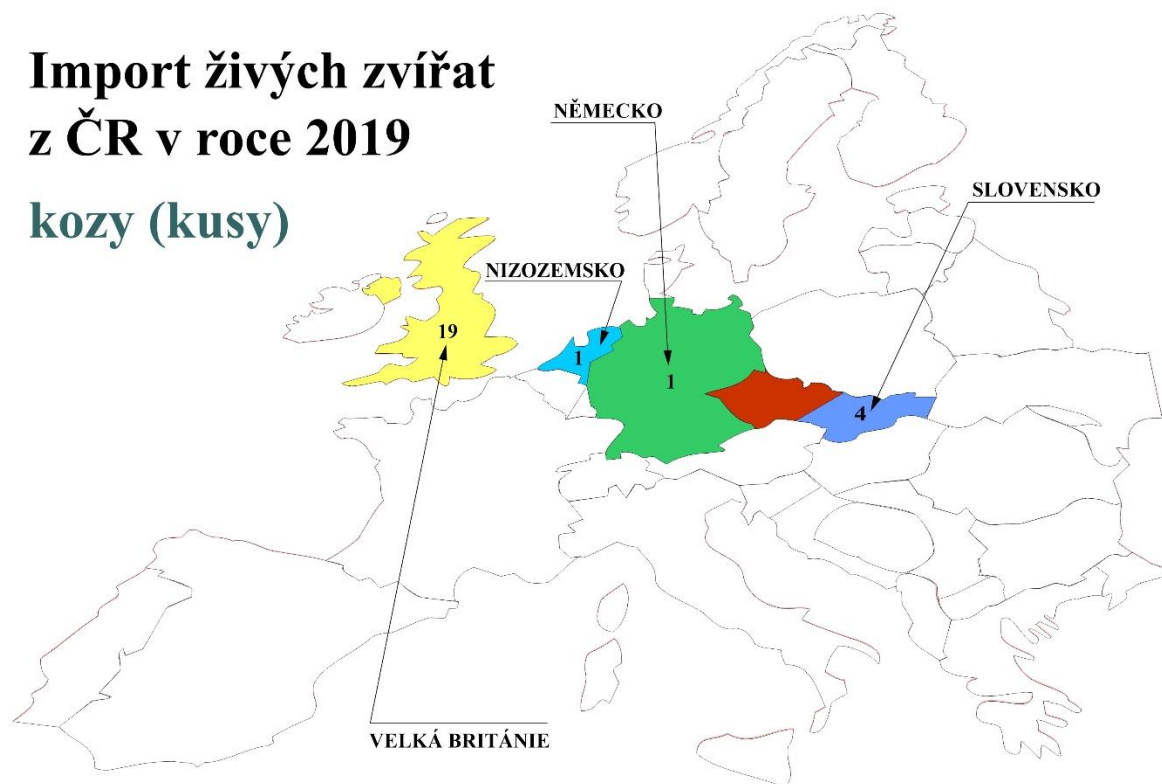 Import živých zvířat
z ČR v roce 2019
kozy (kusy)
NĚMECKO
SLOVENSKO
NIZOZEMSKO
19
1
1
4
VELKÁ BRITÁNIE